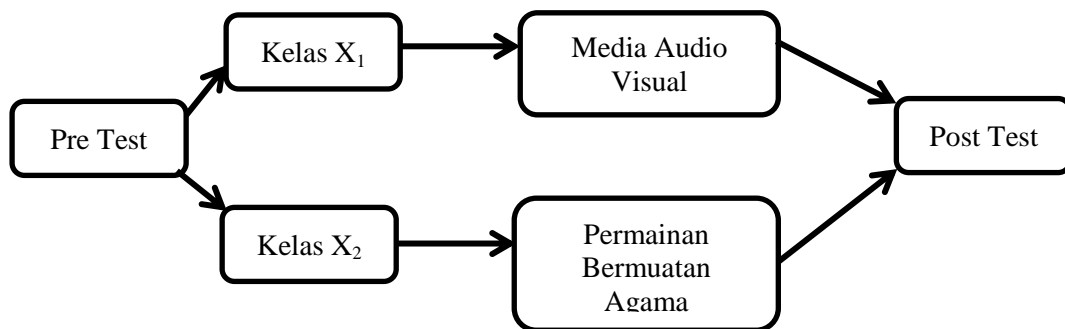 Pre Test
Kelas X₁
Media Audio
Visual
Kelas X₂
Permainan
Bermuatan
Agama
Post Test